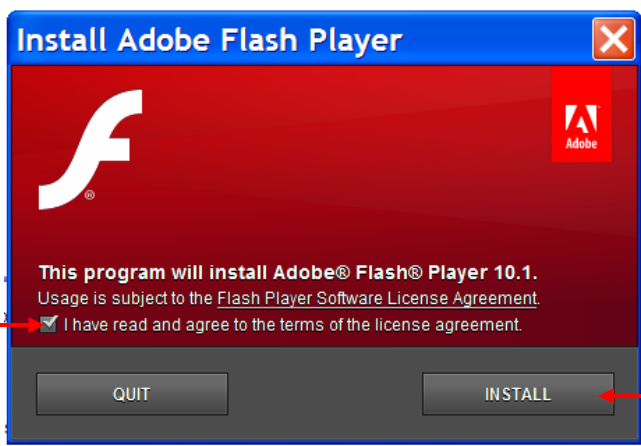 Install Adobe Flash Player
Adobe
®
This program will install Adobe® Flash® Player 10.1.
Usage is subject to the Flash Player Software License Agreement.
I have read and agree to the terms of the license agreement.
QUIT
INSTALL